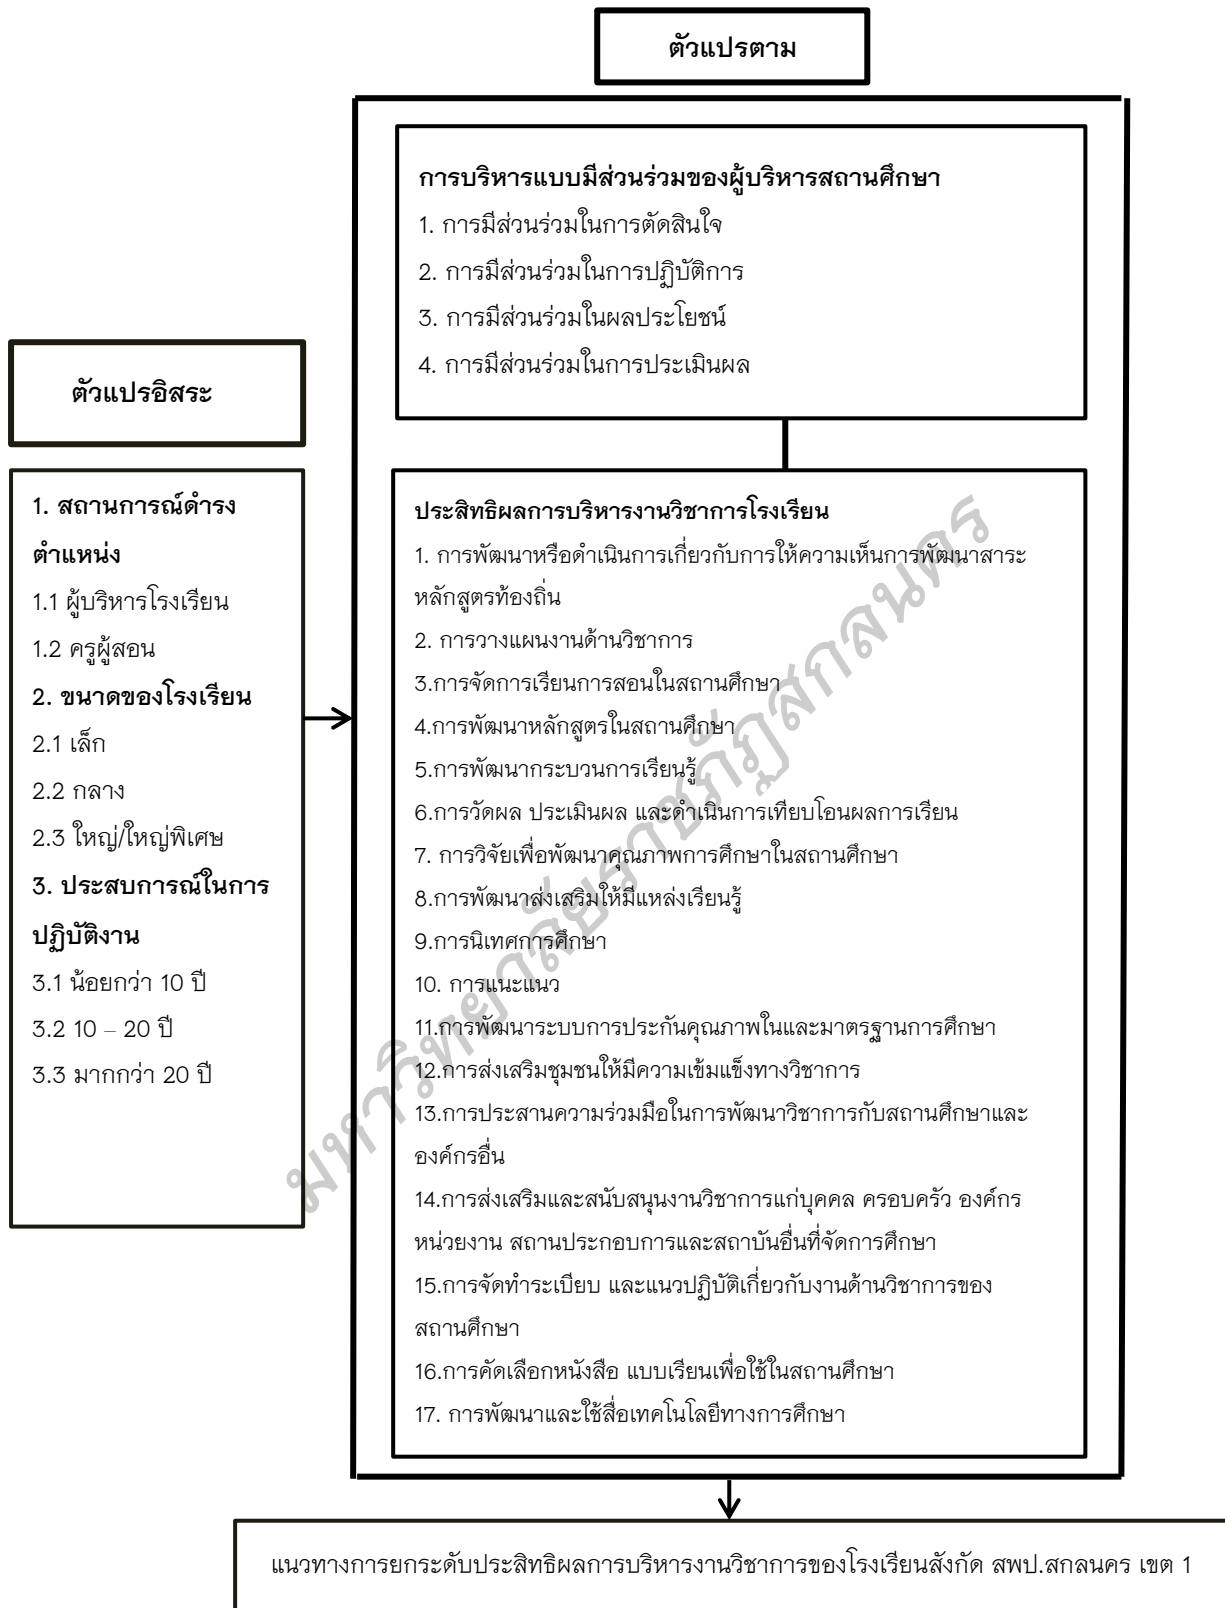 ตัวแปรตาม
การบริหารแบบมีส่วนร่วมของผู้บริหารสถานศึกษา
1. การมีส่วนร่วมในการตัดสินใจ
2. การมีส่วนร่วมในการปฏิบัติการ
3. การมีส่วนร่วมในผลประโยชน์
4. การมีส่วนร่วมในการประเมินผล
ตัวแปรอิสระ
1. สถานการณ์ดำรง
ตำแหน่ง
1.1 ผู้บริหารโรงเรียน
1.2 ครูผู้สอน
2. ขนาดของโรงเรียน
2.1 เล็ก
2.2 กลาง
2.3 ใหญ่/ใหญ่พิเศษ
3. ประสบการณ์ในการ
ปฏิบัติงาน
3.1 น้อยกว่า 10 ปี
3.2 10 – 20 ปี
3.3 มากกว่า 20 ปี
ประสิทธิผลการบริหารงานวิชาการโรงเรียน
1. การพัฒนาหรือดำเนินการเกี่ยวกับการให้ความเห็นการพัฒนาสาระ
หลักสูตรท้องถิ่น
2. การวางแผนงานด้านวิชาการ
3.การจัดการเรียนการสอนในสถานศึกษา
4.การพัฒนาหลักสูตรในสถานศึกษา
5.การพัฒนากระบวนการเรียนรู้
6.การวัดผล ประเมินผล และดำเนินการเทียบโอนผลการเรียน
7. การวิจัยเพื่อพัฒนาคุณภาพการศึกษาในสถานศึกษา
8.การพัฒนาส่งเสริมให้มีแหล่งเรียนรู้
9.การนิเทศการศึกษา
10. การแนะแนว
11.การพัฒนาระบบการประกันคุณภาพในและมาตรฐานการศึกษา
12.การส่งเสริมชุมชนให้มีความเข้มแข็งทางวิชาการ
13.การประสานความร่วมมือในการพัฒนาวิชาการกับสถานศึกษาและ
องค์กรอื่น
14.การส่งเสริมและสนับสนุนงานวิชาการแก่บุคคล ครอบครัว องค์กร
หน่วยงาน สถานประกอบการและสถาบันอื่นที่จัดการศึกษา
15.การจัดทำระเบียบ และแนวปฏิบัติเกี่ยวกับงานด้านวิชาการของ
สถานศึกษา
16.การคัดเลือกหนังสือ แบบเรียนเพื่อใช้ในสถานศึกษา
17. การพัฒนาและใช้สื่อเทคโนโลยีทางการศึกษา
มหาวิทยาลัยราชภัฏสกลนคร
แนวทางการยกระดับประสิทธิผลการบริหารงานวิชาการของโรงเรียนสังกัด สพป.สกลนคร เขต 1